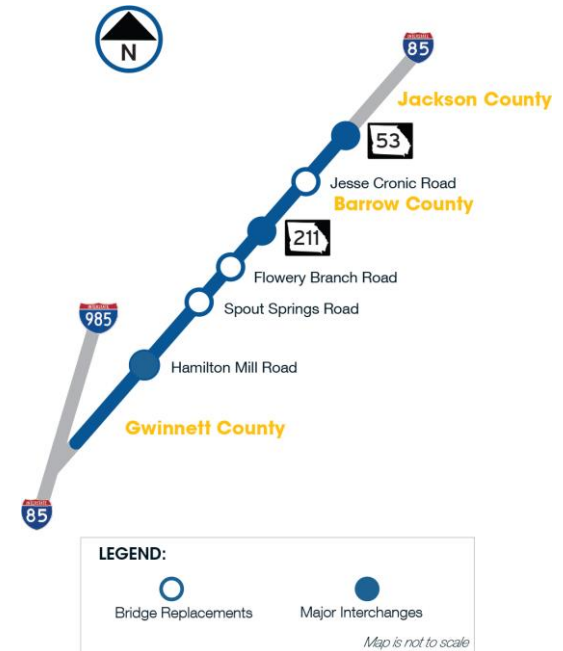 N
85
Jackson County
53
Jesse Cronic Road
Barrow County
211
Flowery Branch Road
Spout Springs Road
985
Hamilton Mill Road
Gwinnett County
85
LEGEND:
Bridge Replacements
Major Interchanges
Map is not to scale